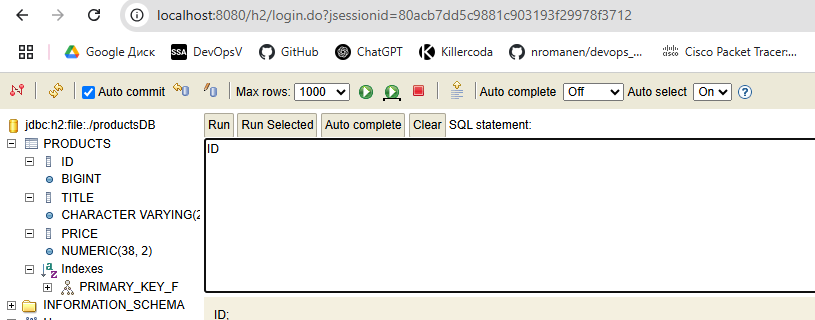 localhost:8080/h2/login.do?jsessionid=80acb7dd5c9881c903193f29978f3712
Google Диск DevOpsV GitHub ChatGPT Killercoda nromanen/devops_... Cisco Packet Tracer:...
Auto commit Max rows: 1000 Auto complete Off Auto select On
jdbc:h2:file:./productsDB
Run Run Selected Auto complete Clear SQL statement:
PRODUCTS
ID
ID
BIGINT
TITLE
CHARACTER VARYING(2
PRICE
NUMERIC(38, 2)
Indexes
PRIMARY_KEY_F
INFORMATION_SCHEMA
ID;